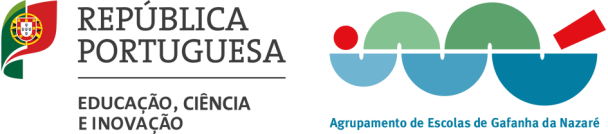 REPÚBLICA
PORTUGUESA
EDUCAÇÃO, CIÊNCIA
E INOVAÇÃO
Agrupamento de Escolas de Gafanha da Nazaré